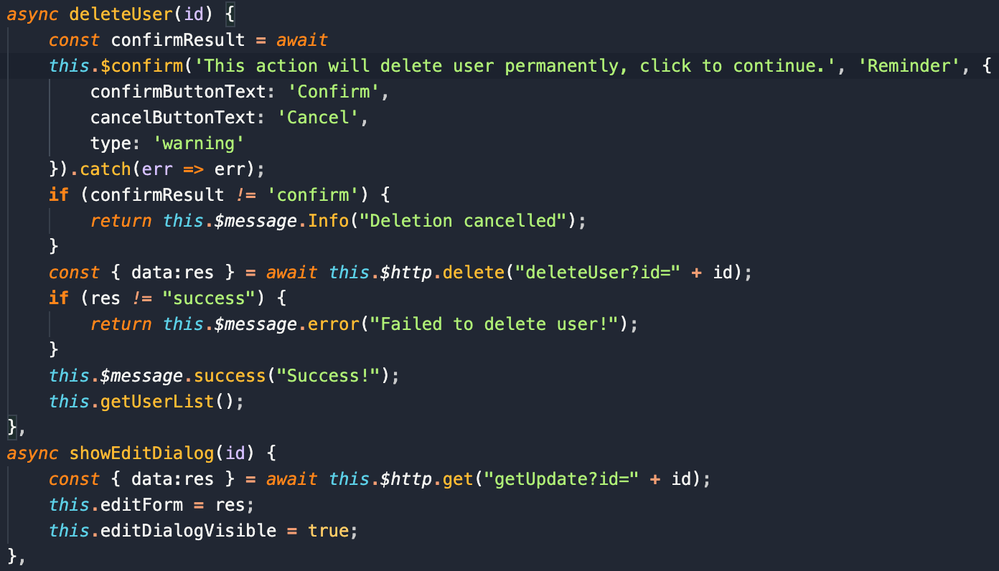 async deleteUser(id) {
    const confirmResult = await
    this.$confirm('This action will delete user permanently, click to continue.', 'Reminder', {
        confirmButtonText: 'Confirm',
        cancelButtonText: 'Cancel',
        type: 'warning'
    }).catch(err => err);
    if (confirmResult != 'confirm') {
        return this.$message.Info("Deletion cancelled");
    }
    const { data:res } = await this.$http.delete("deleteUser?id=" + id);
    if (res != "success") {
        return this.$message.error("Failed to delete user!");
    }
    this.$message.success("Success!");
    this.getUserList();
},
async showEditDialog(id) {
    const { data:res } = await this.$http.get("getUpdate?id=" + id);
    this.editForm = res;
    this.editDialogVisible = true;
},